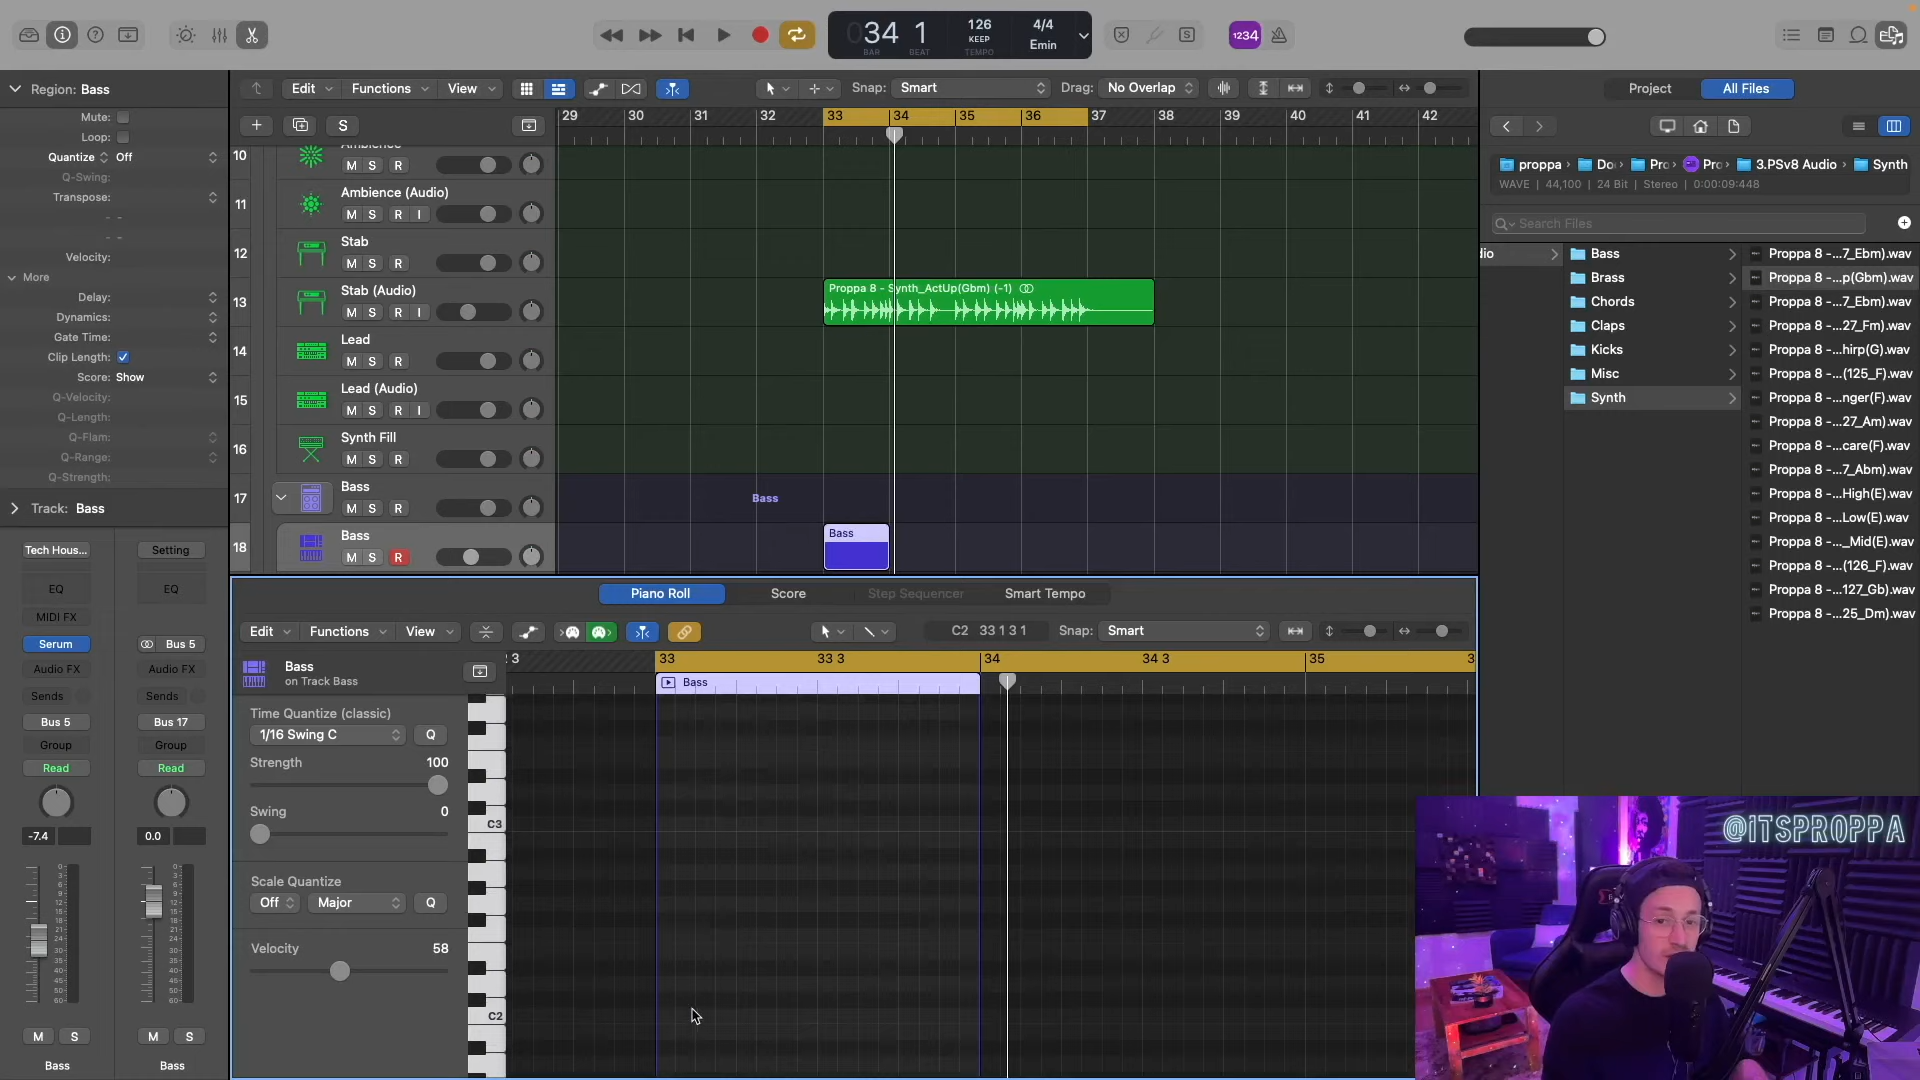 34 1
BAR BEAT
126
KEEP
TEMPO
4/4
Emin
S
1234
Region: Bass
Mute:
Loop:
Quantize Off
Q-Swing:
Transpose:
- -
- -
Velocity:
More
Delay:
Dynamics:
Gate Time:
Clip Length:
Score: Show
Q-Velocity:
Q-Length:
Q-Flam:
Q-Range:
Q-Strength:
Track: Bass
Edit Functions View
Snap: Smart
Drag: No Overlap
S
29 30 31 32 33 34 35 36 37 38 39 40 41 42
10
M S R
11 Ambience (Audio)
M S R I
12 Stab
M S R
13 Stab (Audio)
M S R I
Proppa 8 - Synth_ActUp(Gbm) (-1)
14 Lead
M S R
15 Lead (Audio)
M S R I
16 Synth Fill
M S R
17 Bass
M S R
Bass
18 Bass
M S R
Bass
Project All Files
proppa Do Pro Pro 3.PSv8 Audio Synth
WAVE | 44,100 | 24 Bit | Stereo | 0:00:09:448
Search Files
dio
Bass
Brass
Chords
Claps
Kicks
Misc
Synth
Proppa 8 -...7_Ebm).wav
Proppa 8 -...p(Gbm).wav
Proppa 8 -...7_Ebm).wav
Proppa 8 -...27_Fm).wav
Proppa 8 -...hirp(G).wav
Proppa 8 -...(125_F).wav
Proppa 8 -...nger(F).wav
Proppa 8 -...27_Am).wav
Proppa 8 -...care(F).wav
Proppa 8 -...7_Abm).wav
Proppa 8 -...High(E).wav
Proppa 8 -...Low(E).wav
Proppa 8 -..._Mid(E).wav
Proppa 8 -...(126_F).wav
Proppa 8 -...127_Gb).wav
Proppa 8 -...25_Dm).wav
Tech Hous... Setting
EQ EQ
MIDI FX
Serum Bus 5
Audio FX Audio FX
Sends Sends
Bus 5 Bus 17
Group Group
Read Read
-7.4 0.0
M S M S
Bass Bass
Piano Roll Score Step Sequencer Smart Tempo
Edit Functions View
C2 33 1 3 1
Snap: Smart
Bass
on Track Bass
3 33 33 3 34 34 3 35 3
Bass
Time Quantize (classic)
1/16 Swing C Q
Strength 100
Swing 0
Scale Quantize
Off Major Q
Velocity 58
C3
C2
@ITSPROPPA